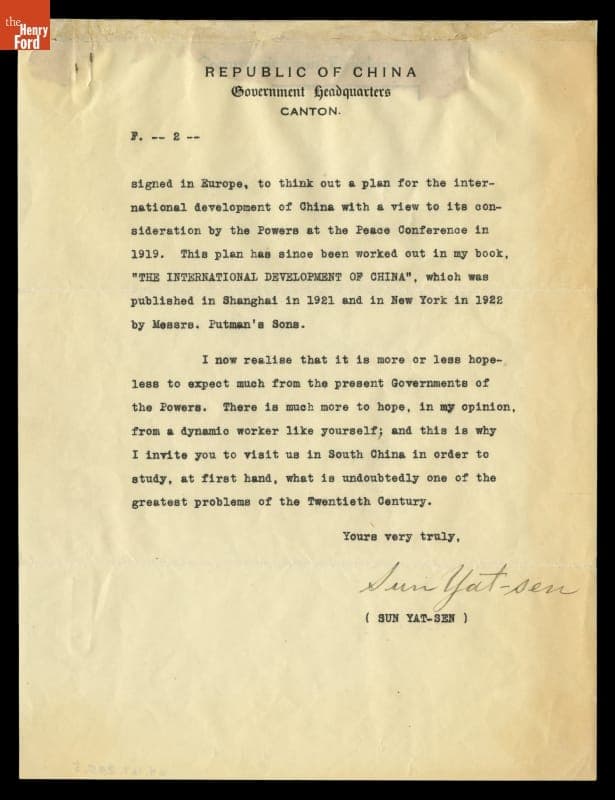 the
Henry
Ford
REPUBLIC OF CHINA
Government Headquarters
CANTON.
F. -- 2 --
signed in Europe, to think out a plan for the inter-
national development of China with a view to its con-
sideration by the Powers at the Peace Conference in
1919. This plan has since been worked out in my book,
"THE INTERNATIONAL DEVELOPMENT OF CHINA", which was
published in Shanghai in 1921 and in New York in 1922
by Messrs. Putman's Sons.
I now realise that it is more or less hope-
less to expect much from the present Governments of
the Powers. There is much more to hope, in my opinion,
from a dynamic worker like yourself; and this is why
I invite you to visit us in South China in order to
study, at first hand, what is undoubtedly one of the
greatest problems of the Twentieth Century.
Yours very truly,
Sun Yat-sen
( SUN YAT-SEN )